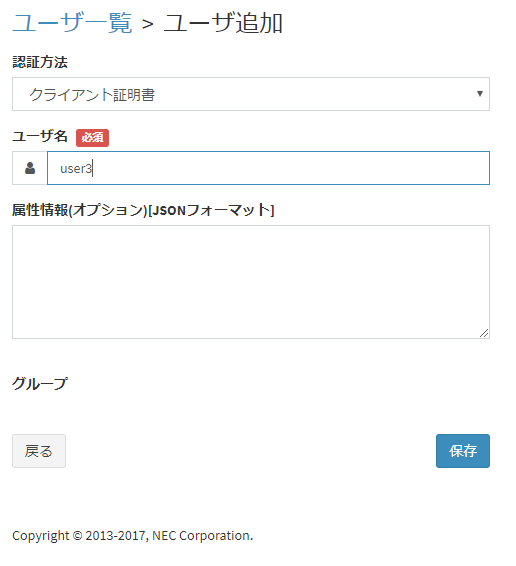 ユーザ一覧 > ユーザ追加
認証方法
クライアント証明書
ユーザ名 必須
user3
属性情報(オプション)[JSONフォーマット]
グループ
戻る 保存
Copyright © 2013-2017, NEC Corporation.